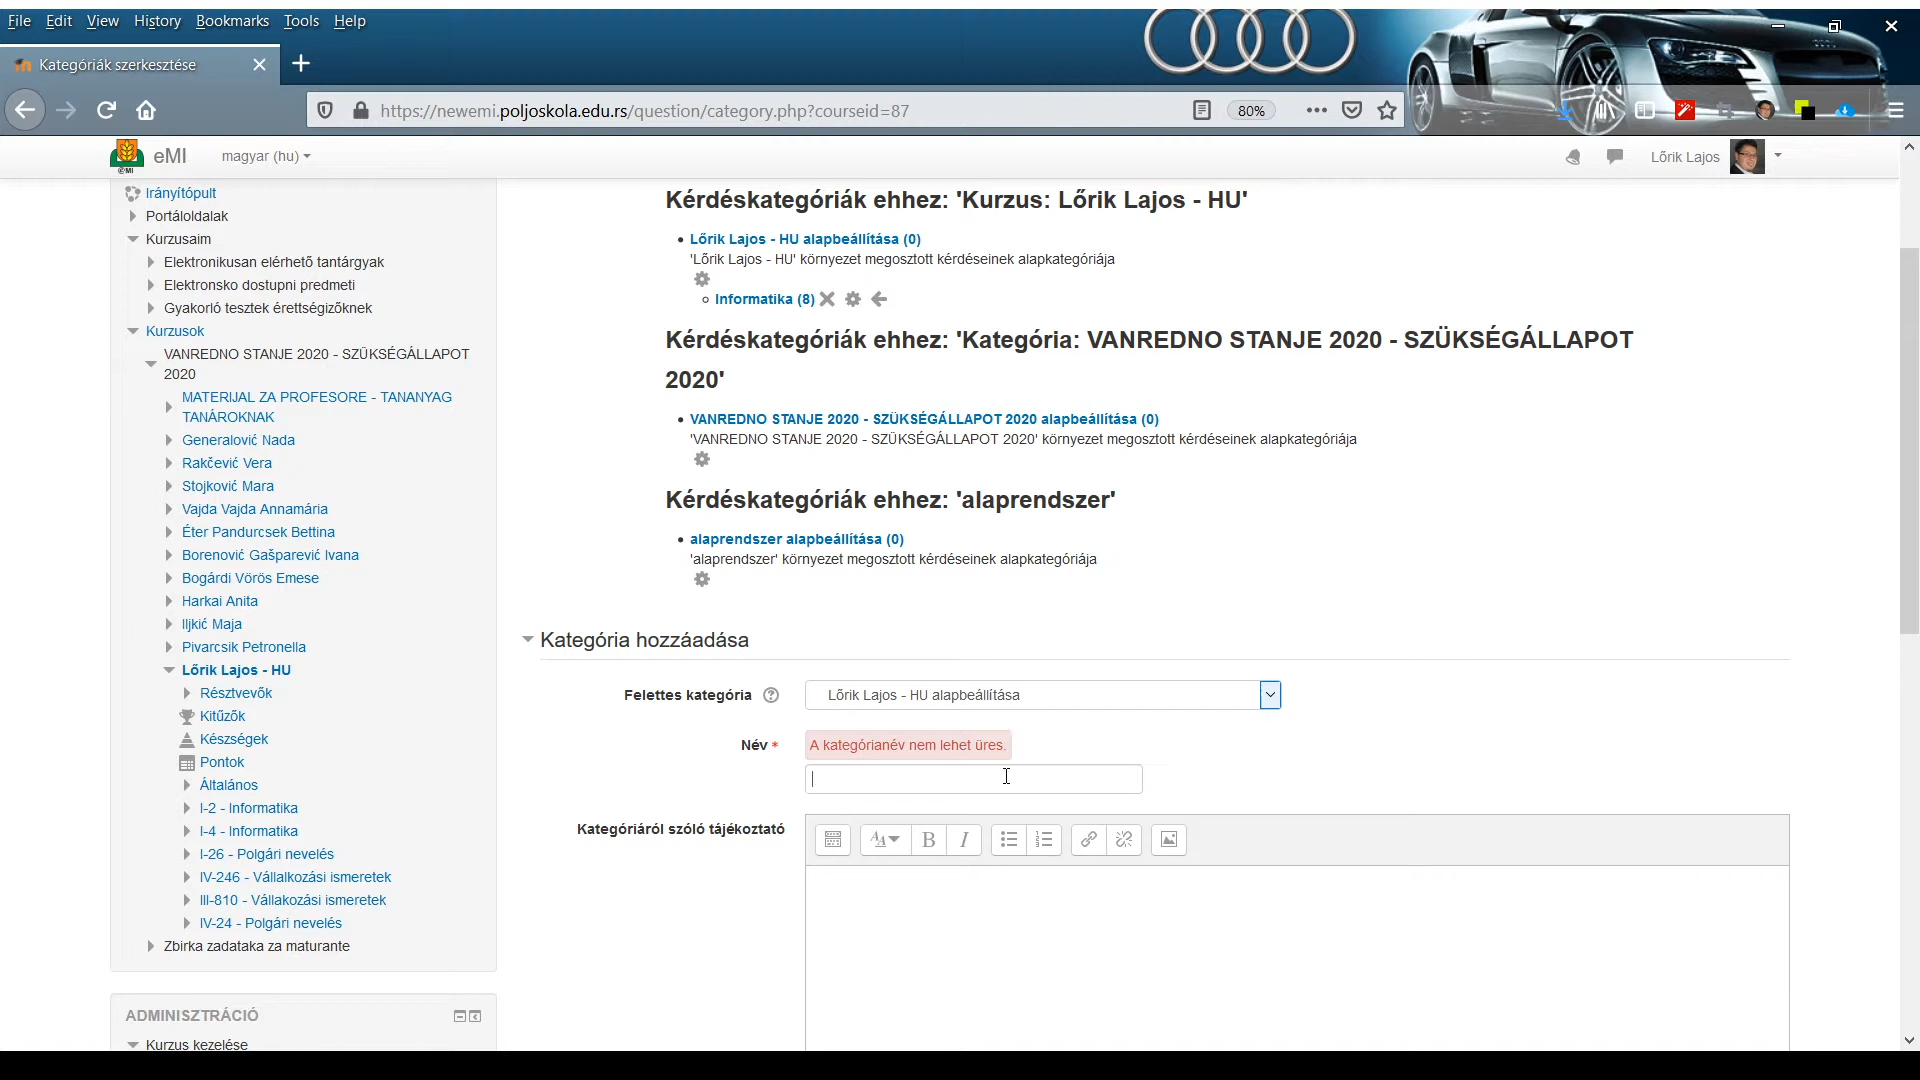 File Edit View History Bookmarks Tools Help
Kategóriák szerkesztése
https://newemi.poljoskola.edu.rs/question/category.php?courseid=87
80%
eMI
magyar (hu)
Lőrik Lajos
Irányítópult
Portáloldalak
Kurzusaim
Elektronikusan elérhető tantárgyak
Elektronsko dostupni predmeti
Gyakorló tesztek érettségizőknek
Kurzusok
VANREDNO STANJE 2020 - SZÜKSÉGÁLLAPOT
2020
MATERIJAL ZA PROFESORE - TANANYAG
TANÁROKNAK
Generalović Nada
Rakčević Vera
Stojković Mara
Vajda Vajda Annamária
Éter Pandurcsek Bettina
Borenović Gašparević Ivana
Bogárdi Vörös Emese
Harkai Anita
Iljkić Maja
Pivarcsik Petronella
Lőrik Lajos - HU
Résztvevők
Kitűzők
Készségek
Pontok
Általános
I-2 - Informatika
I-4 - Informatika
I-26 - Polgári nevelés
IV-246 - Vállalkozási ismeretek
III-810 - Vállakozási ismeretek
IV-24 - Polgári nevelés
Zbirka zadataka za maturante
ADMINISZTRÁCIÓ
Kurzus kezelése
Kérdéskategóriák ehhez: 'Kurzus: Lőrik Lajos - HU'
Lőrik Lajos - HU alapbeállítása (0)
'Lőrik Lajos - HU' környezet megosztott kérdéseinek alapkategóriája
Informatika (8)
Kérdéskategóriák ehhez: 'Kategória: VANREDNO STANJE 2020 - SZÜKSÉGÁLLAPOT
2020'
VANREDNO STANJE 2020 - SZÜKSÉGÁLLAPOT 2020 alapbeállítása (0)
'VANREDNO STANJE 2020 - SZÜKSÉGÁLLAPOT 2020' környezet megosztott kérdéseinek alapkategóriája
Kérdéskategóriák ehhez: 'alaprendszer'
alaprendszer alapbeállítása (0)
'alaprendszer' környezet megosztott kérdéseinek alapkategóriája
Kategória hozzáadása
Felettes kategória
Lőrik Lajos - HU alapbeállítása
Név *
A kategórianév nem lehet üres.
Kategóriáról szóló tájékoztató